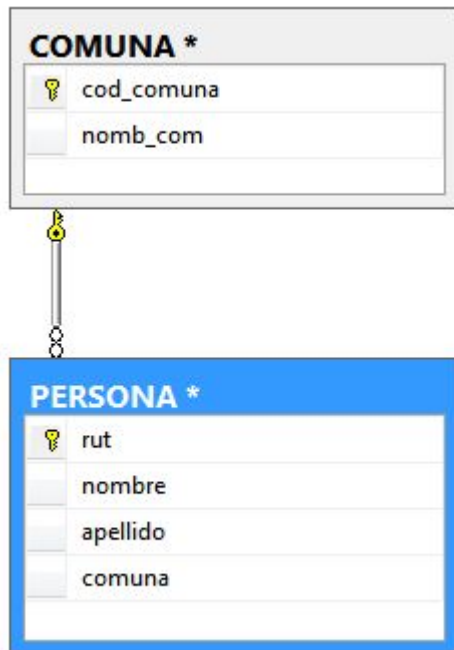 COMUNA *
cod_comuna
nomb_com
PERSONA *
rut
nombre
apellido
comuna